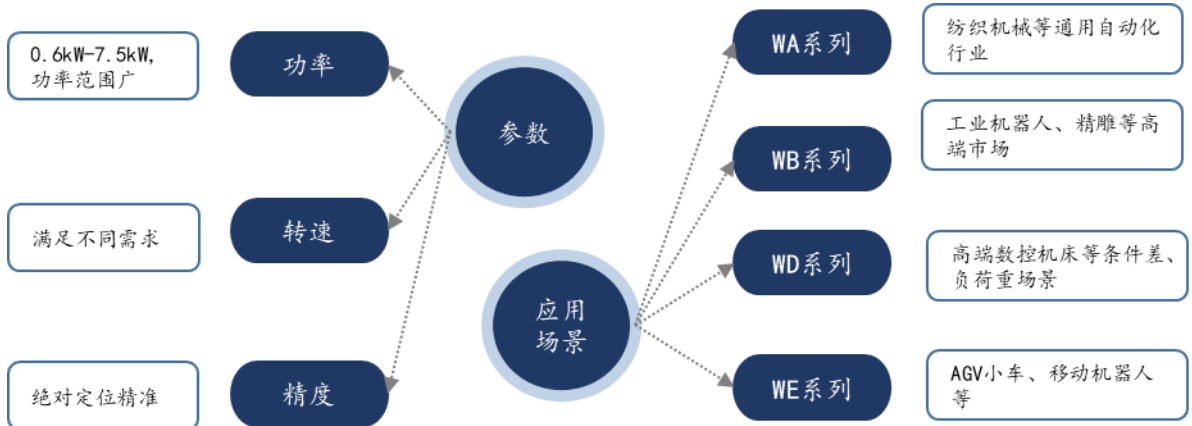 0.6kW-7.5kW,
功率范围广
功率
参数
转速
满足不同需求
精度
绝对定位精准
应用
场景
WA系列
纺织机械等通用自动化
行业
WB系列
工业机器人、精雕等高
端市场
WD系列
高端数控机床等条件差、
负荷重场景
WE系列
AGV小车、移动机器人
等